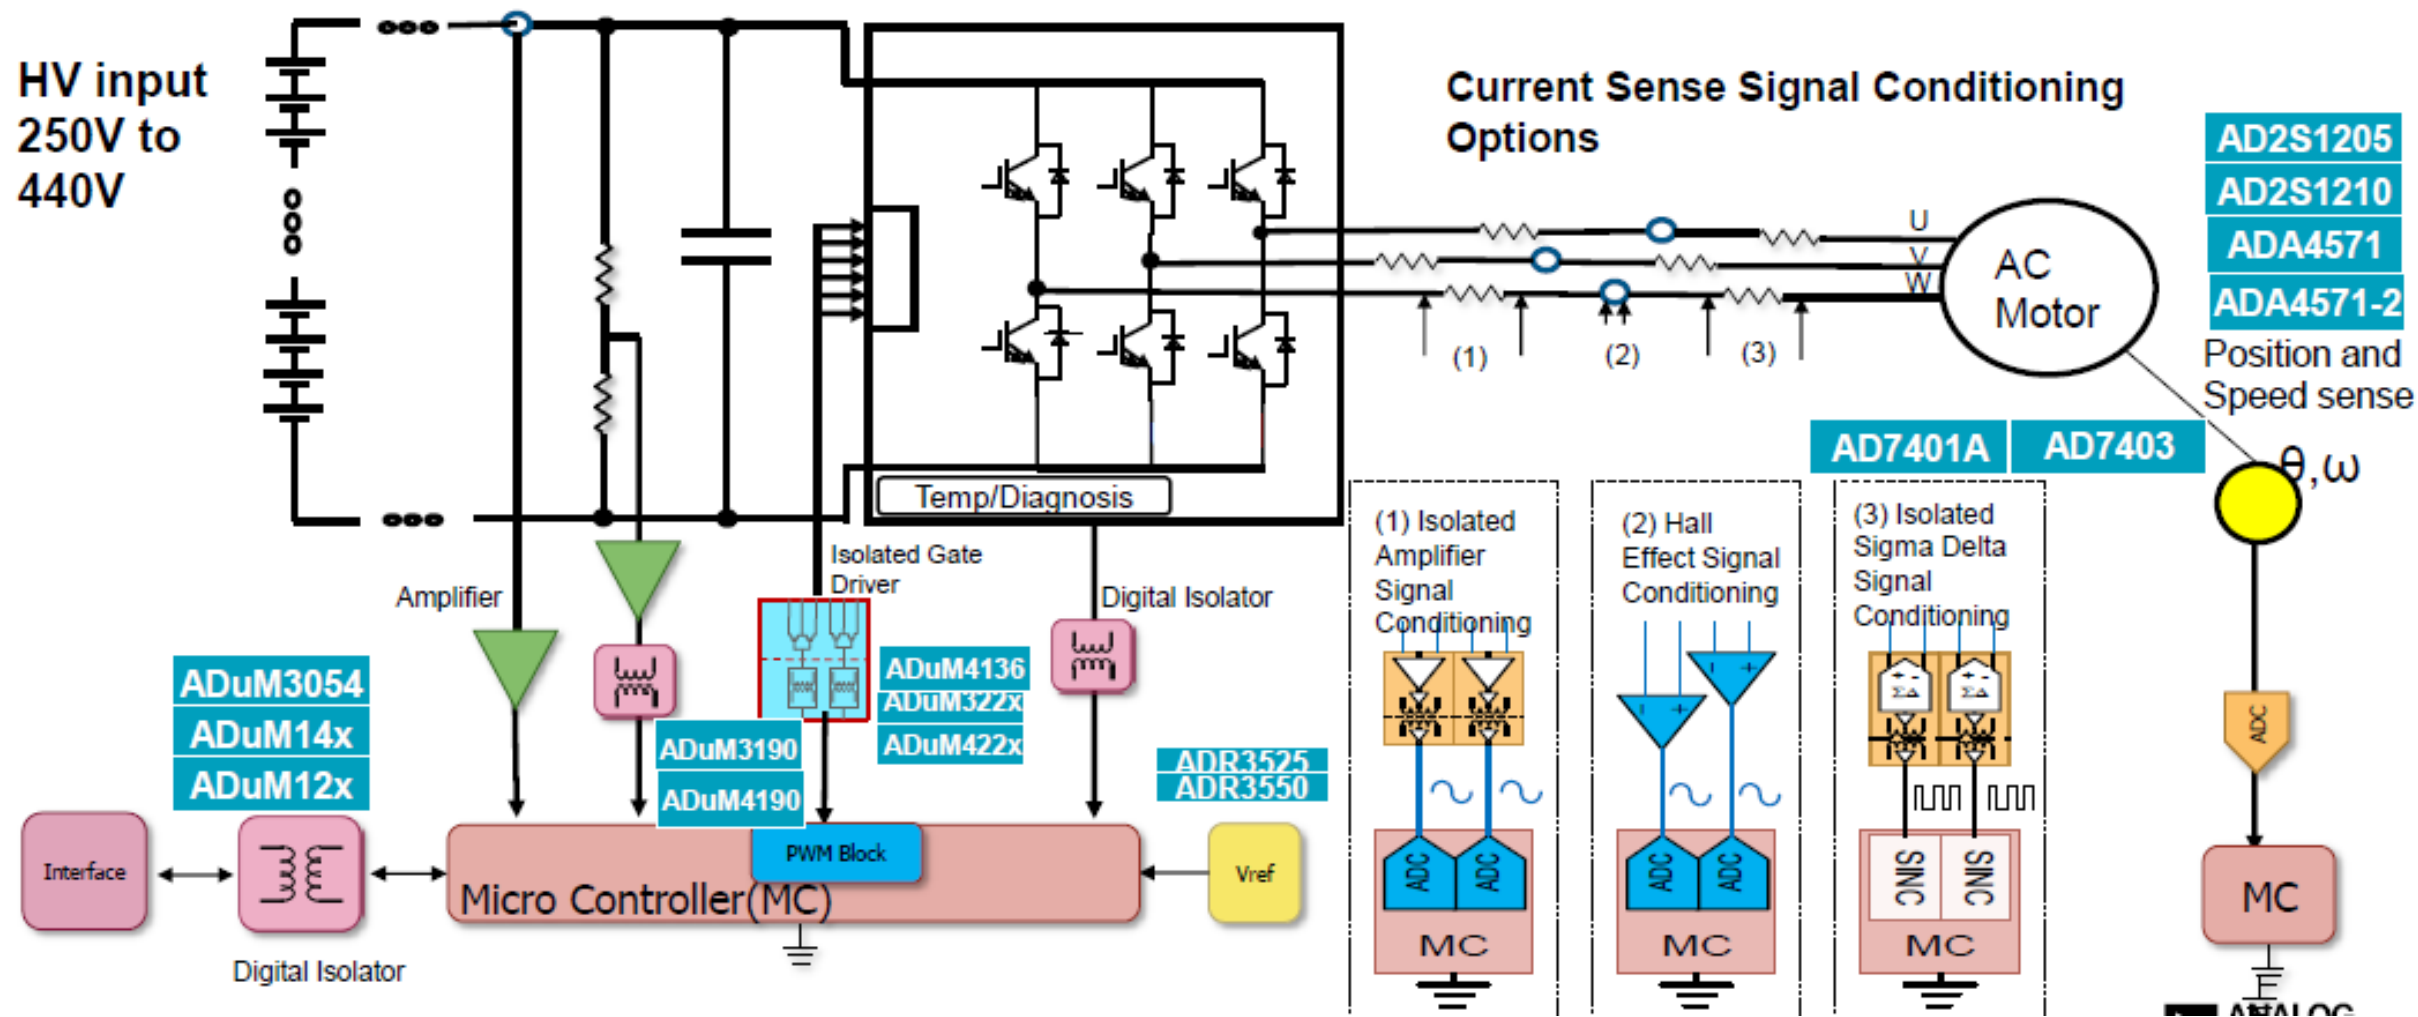 HV input
250V to
440V
Current Sense Signal Conditioning
Options
AD2S1205
AD2S1210
ADA4571
ADA4571-2
Position and
Speed sense
U
V
W
AC
Motor
(1)
(2)
(3)
AD7401A
AD7403
θ,ω
Temp/Diagnosis
Isolated Gate
Driver
Amplifier
Digital Isolator
(1) Isolated
Amplifier
Signal
Conditioning
(2) Hall
Effect Signal
Conditioning
(3) Isolated
Sigma Delta
Signal
Conditioning
ADuM3054
ADuM14x
ADuM12x
ADuM4136
ADuM322x
ADuM422x
ADuM3190
ADuM4190
ADR3525
ADR3550
- +
- +
+ -
ΣΔ
+ -
ΣΔ
ADC
Interface
PWM Block
Micro Controller(MC)
Vref
ADC
ADC
MC
ADC
ADC
MC
SINC
SINC
MC
MC
Digital Isolator
ANALOG